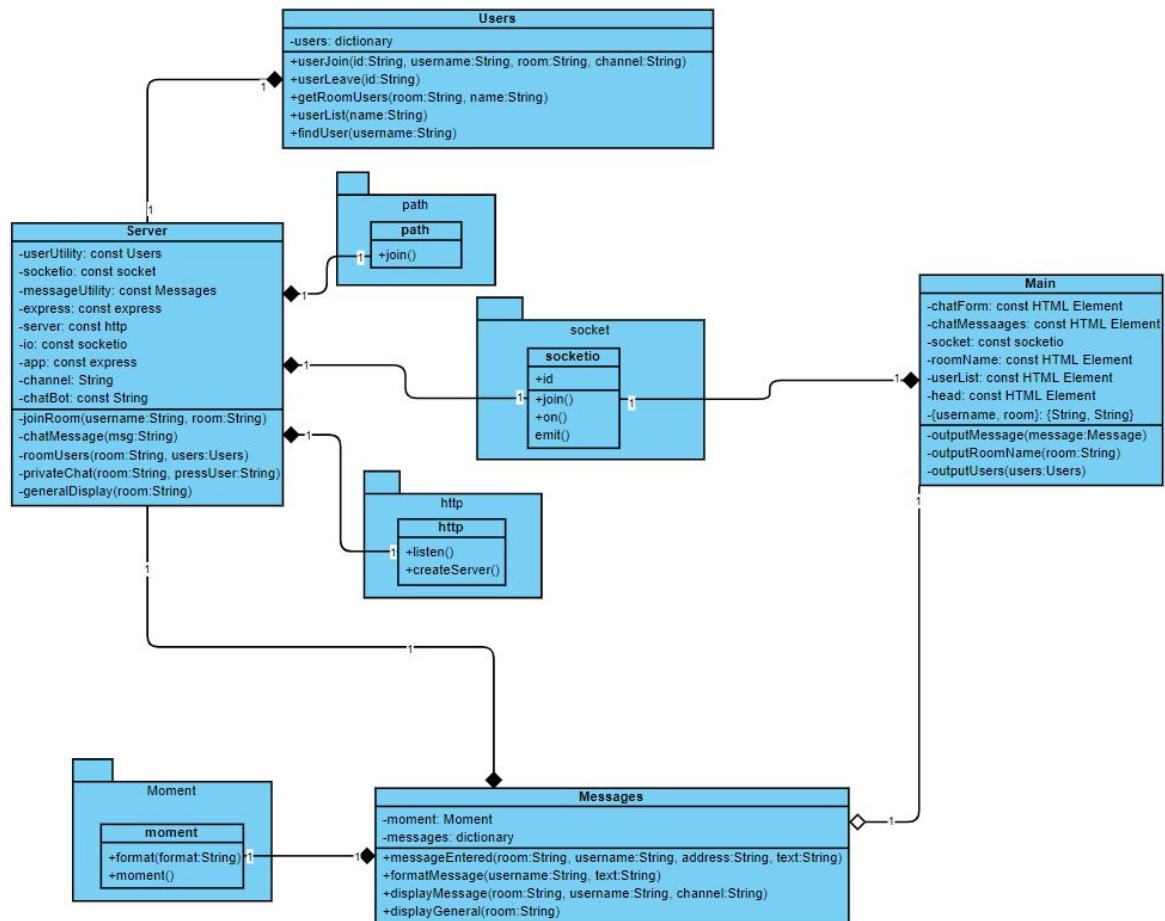 Users
-users: dictionary
+userJoin(id:String, username:String, room:String, channel:String)
+userLeave(id:String)
+getRoomUsers(room:String, name:String)
+userList(name:String)
+findUser(username:String)
1
1
path
path
+join()
1
1
Server
-userUtility: const Users
-socketio: const socket
-messageUtility: const Messages
-express: const express
-server: const http
-io: const socketio
-app: const express
-channel: String
-chatBot: const String
-joinRoom(username:String, room:String)
-chatMessage(msg:String)
-roomUsers(room:String, users:Users)
-privateChat(room:String, pressUser:String)
-generalDisplay(room:String)
socket
socketio
+id
+join()
+on()
emit()
1
1
1
1
Main
-chatForm: const HTML Element
-chatMessaages: const HTML Element
-socket: const socketio
-roomName: const HTML Element
-userList: const HTML Element
-head: const HTML Element
-{username, room}: {String, String}
-outputMessage(message:Message)
-outputRoomName(room:String)
-outputUsers(users:Users)
1
1
http
http
+listen()
+createServer()
1
1
1
1
Moment
moment
+format(format:String)
+moment()
1
1
Messages
-moment: Moment
-messages: dictionary
+messageEntered(room:String, username:String, address:String, text:String)
+formatMessage(username:String, text:String)
+displayMessage(room:String, username:String, channel:String)
+displayGeneral(room:String)
1